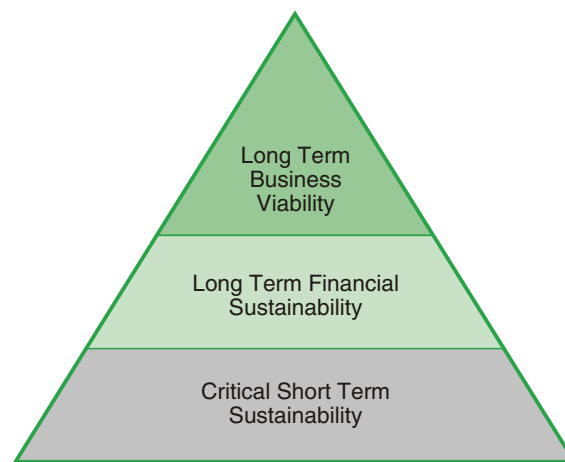 Long Term
Business
Viability
Long Term Financial
Sustainability
Critical Short Term
Sustainability